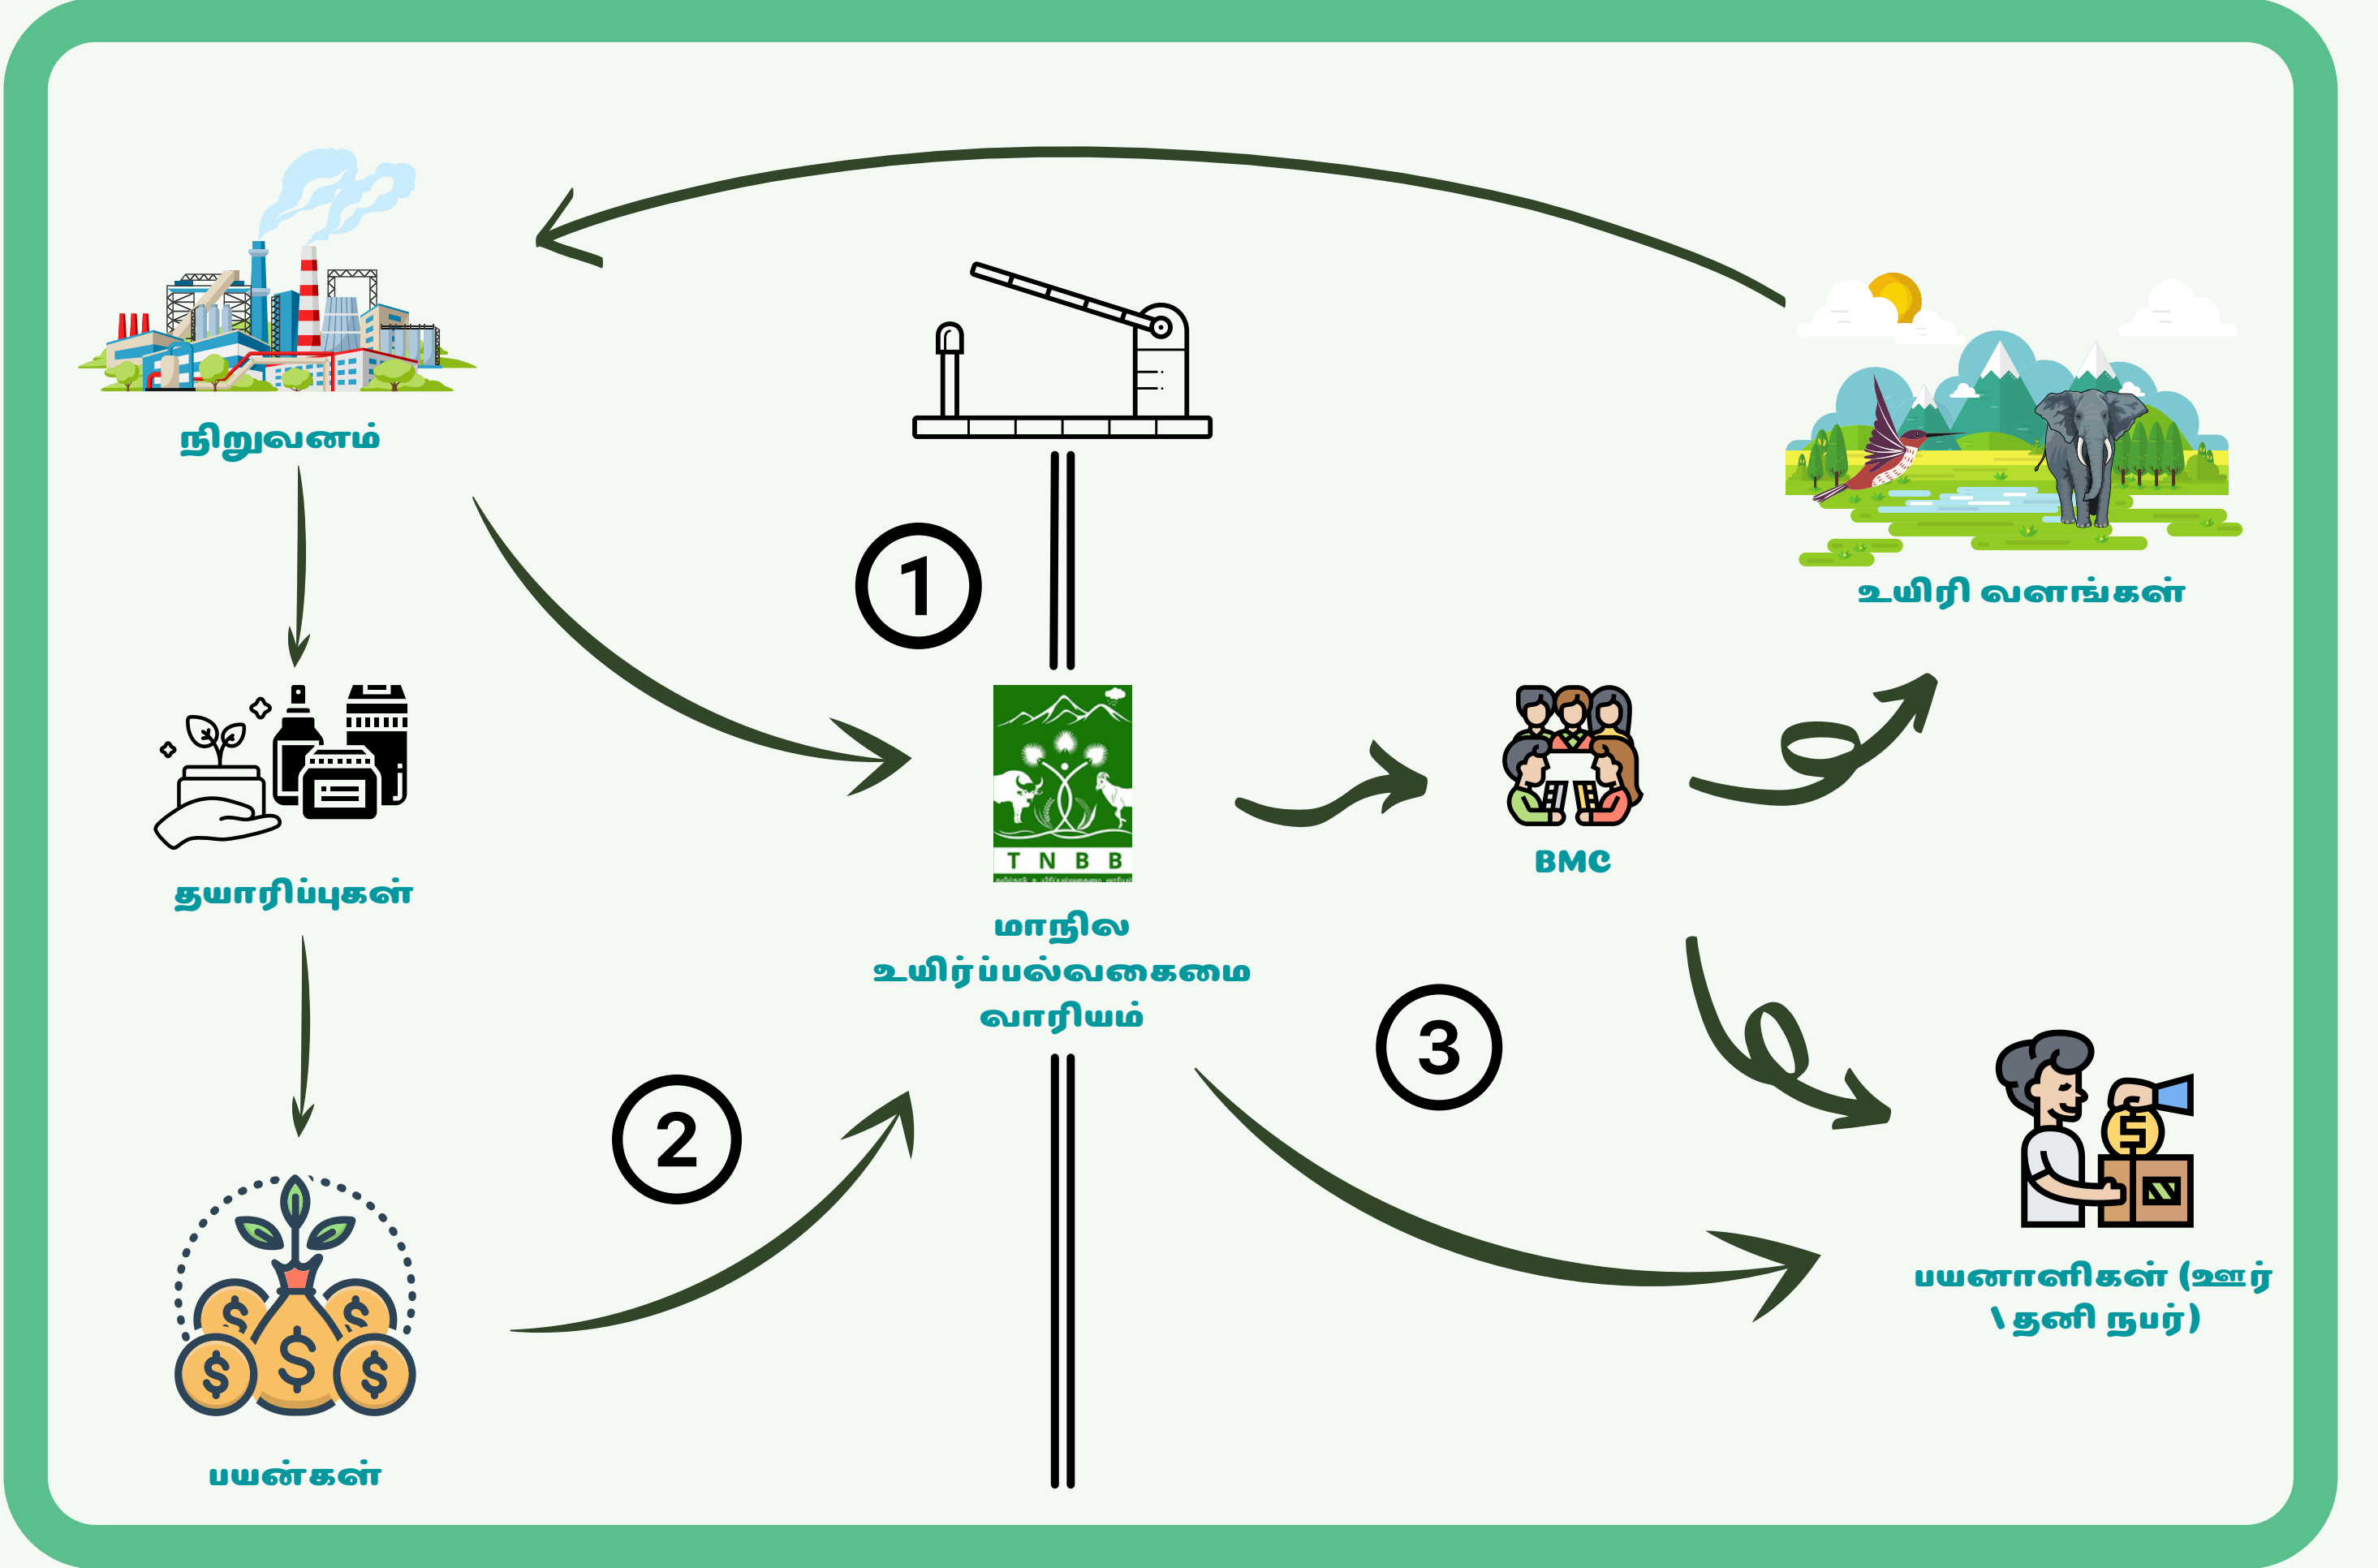 நிறுவனம்
உயிரி வளங்கள்
1
தயாரிப்புகள்
T N B B
BMC
மாநில
உயிர்ப்பல்வகைமை
வாரியம்
2
3
பயனாளிகள் (ஊர்
\தனி நபர்)
பயன்கள்